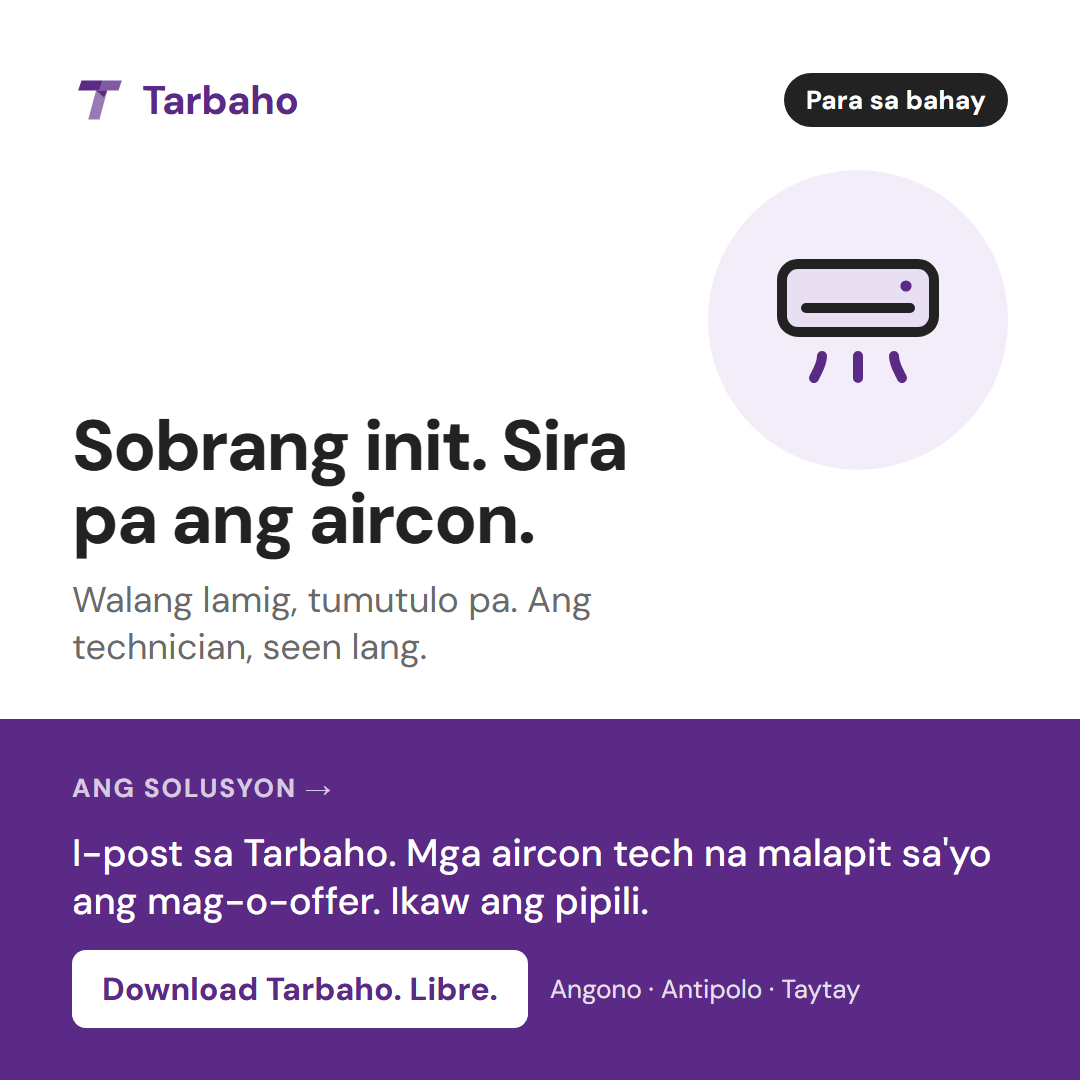 Tarbaho
Para sa bahay
Sobrang init. Sira
pa ang aircon.
Walang lamig, tumutulo pa. Ang
technician, seen lang.
ANG SOLUSYON →
I-post sa Tarbaho. Mga aircon tech na malapit sa'yo
ang mag-o-offer. Ikaw ang pipili.
Download Tarbaho. Libre.
Angono · Antipolo · Taytay